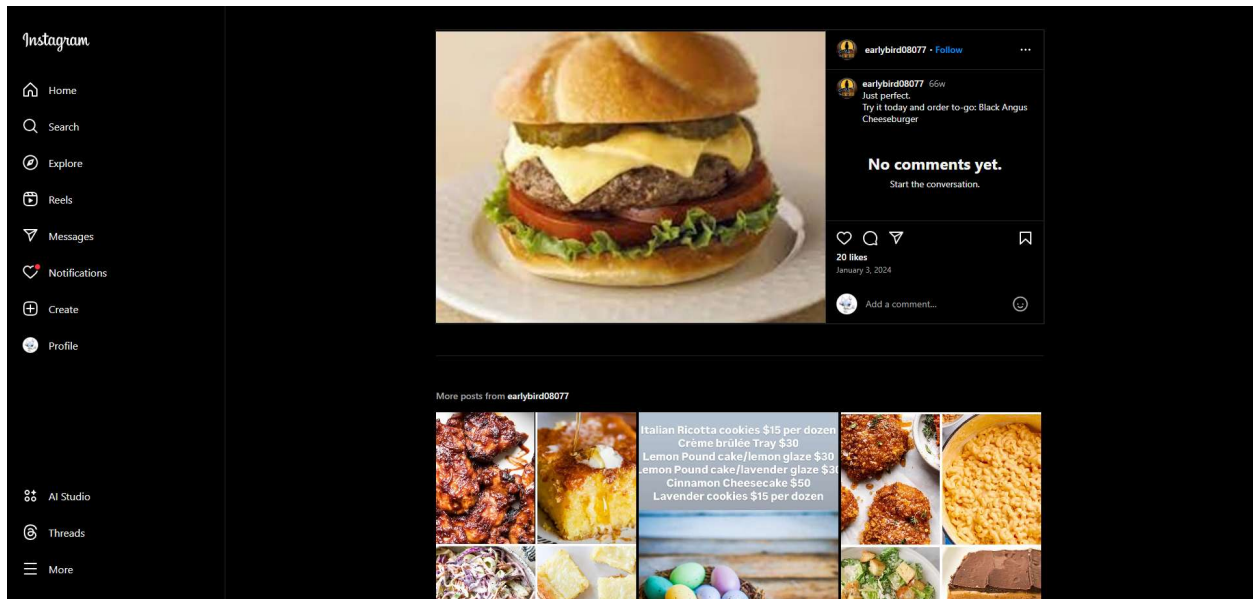 Instagram
Home
Search
Explore
Reels
Messages
Notifications
Create
Profile
AI Studio
Threads
More
earlybird08077 • Follow
earlybird08077 66w
Just perfect.
Try it today and order to-go: Black Angus
Cheeseburger
No comments yet.
Start the conversation.
20 likes
January 3, 2024
Add a comment...
More posts from earlybird08077
Italian Ricotta cookies $15 per dozen
Crème brûlée Tray $30
Lemon Pound cake/lemon glaze $30
emon Pound cake/lavender glaze $30
Cinnamon Cheesecake $50
Lavender cookies $15 per dozen